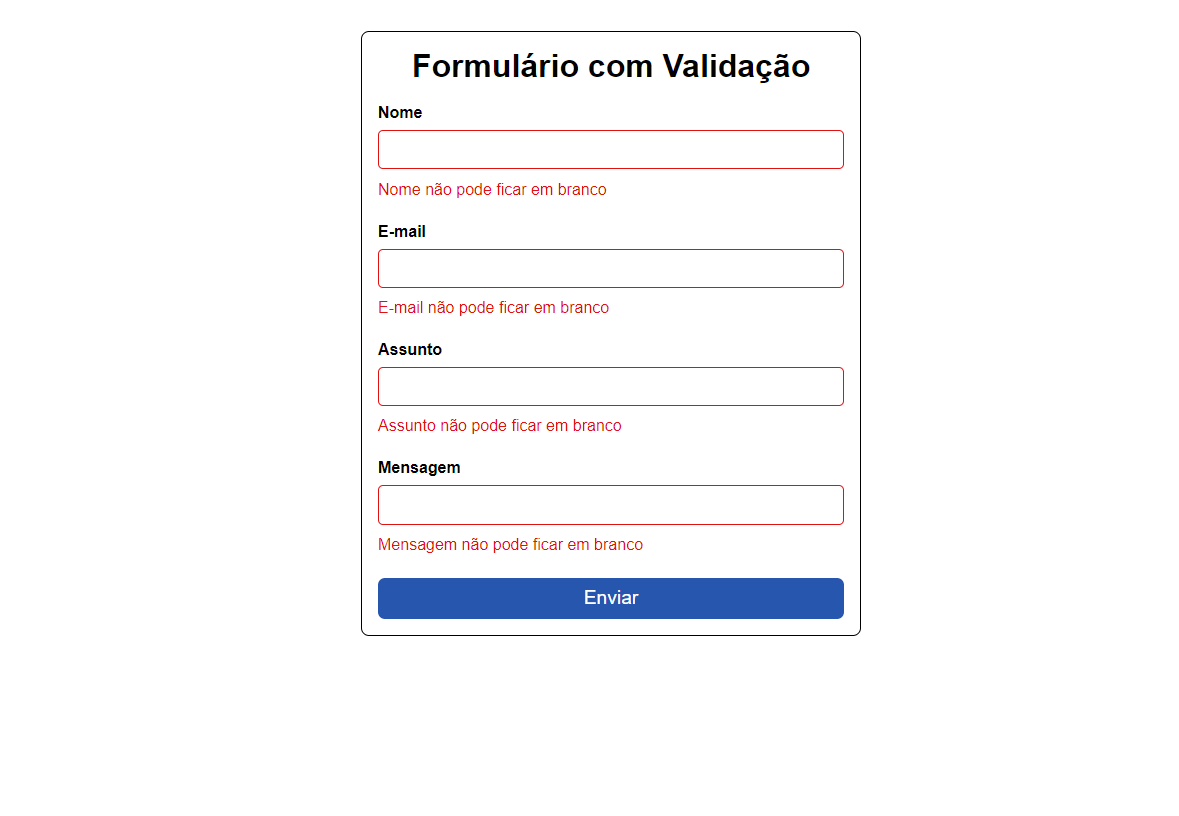 Formulário com Validação
Nome
Nome não pode ficar em branco
E-mail
E-mail não pode ficar em branco
Assunto
Assunto não pode ficar em branco
Mensagem
Mensagem não pode ficar em branco
Enviar